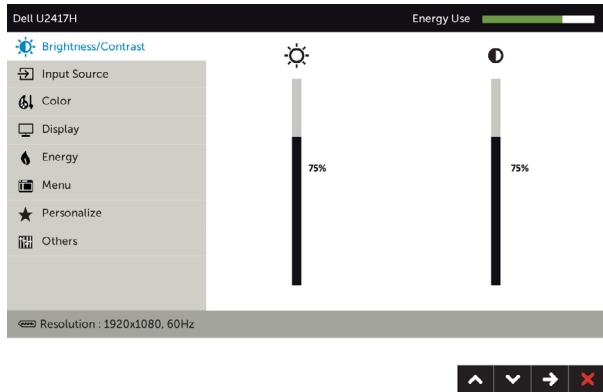 Dell U2417H
Energy Use
Brightness/Contrast
Input Source
Color
Display
Energy
Menu
Personalize
Others
75%
75%
Resolution : 1920x1080, 60Hz